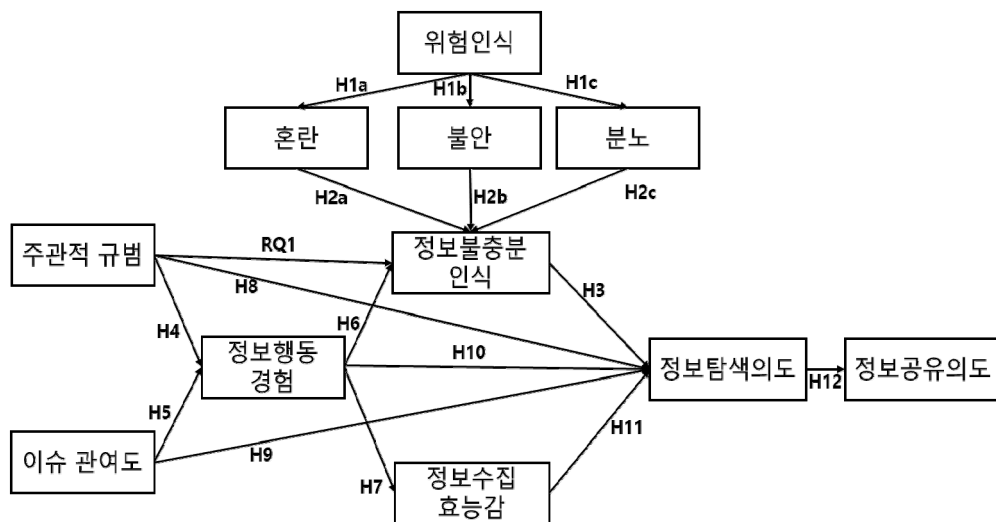 위험인식
H1a
H1b
H1c
혼란
불안
분노
H2a
H2b
H2c
주관적 규범
RQ1
정보불충분
인식
H8
H3
H4
H6
정보행동
경험
H10
정보탐색의도
H12
정보공유의도
H5
H9
H11
이슈 관여도
H7
정보수집
효능감